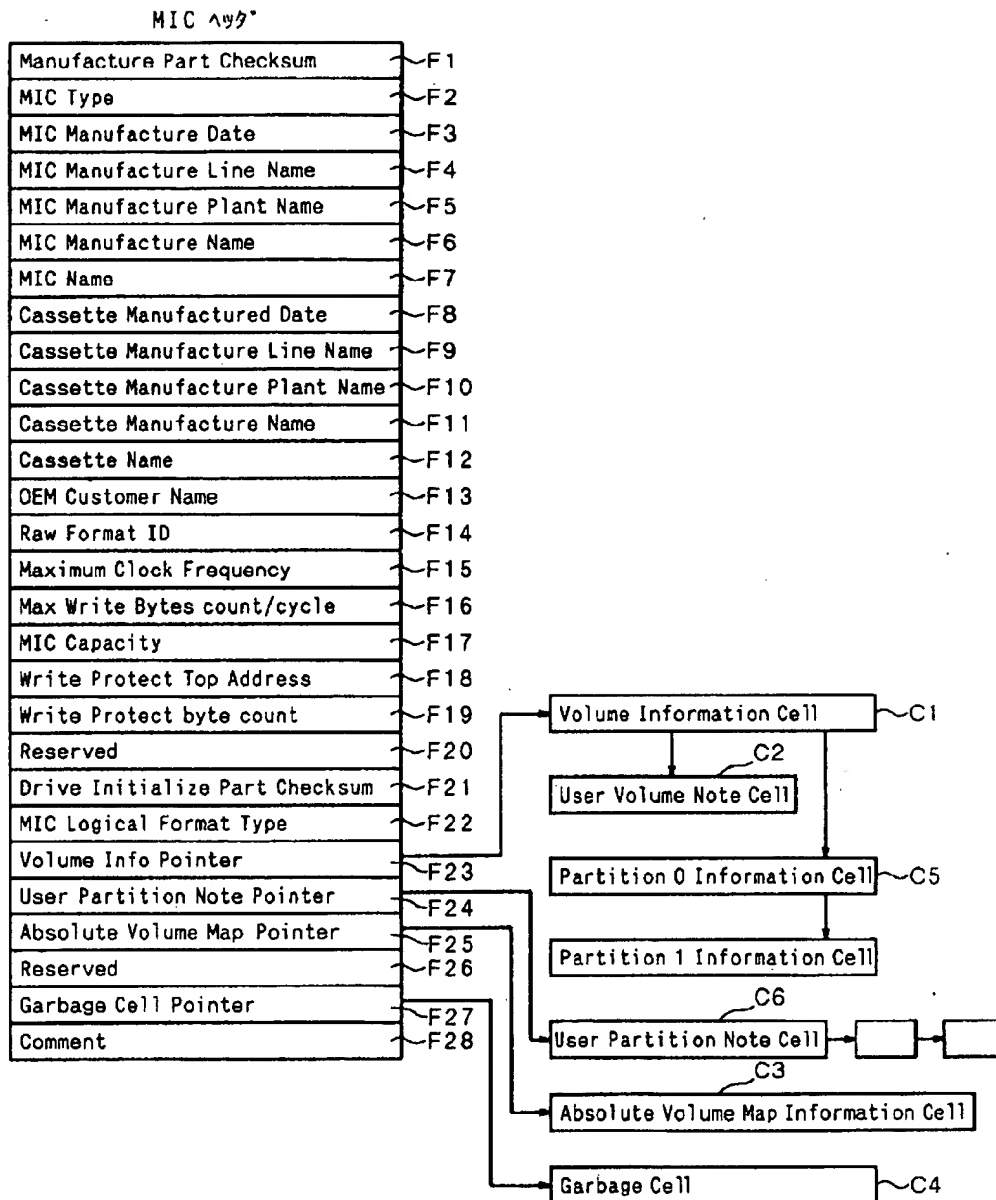 MIC ヘッダ
Manufacture Part Checksum F1
MIC Type F2
MIC Manufacture Date F3
MIC Manufacture Line Name F4
MIC Manufacture Plant Name F5
MIC Manufacture Name F6
MIC Name F7
Cassette Manufactured Date F8
Cassette Manufacture Line Name F9
Cassette Manufacture Plant Name F10
Cassette Manufacture Name F11
Cassette Name F12
OEM Customer Name F13
Raw Format ID F14
Maximum Clock Frequency F15
Max Write Bytes count/cycle F16
MIC Capacity F17
Write Protect Top Address F18
Write Protect byte count F19
Reserved F20
Drive Initialize Part Checksum F21
MIC Logical Format Type F22
Volume Info Pointer F23
User Partition Note Pointer F24
Absolute Volume Map Pointer F25
Reserved F26
Garbage Cell Pointer F27
Comment F28
Volume Information Cell C1
C2
User Volume Note Cell
Partition 0 Information Cell C5
Partition 1 Information Cell
C6
User Partition Note Cell
C3
Absolute Volume Map Information Cell
Garbage Cell C4